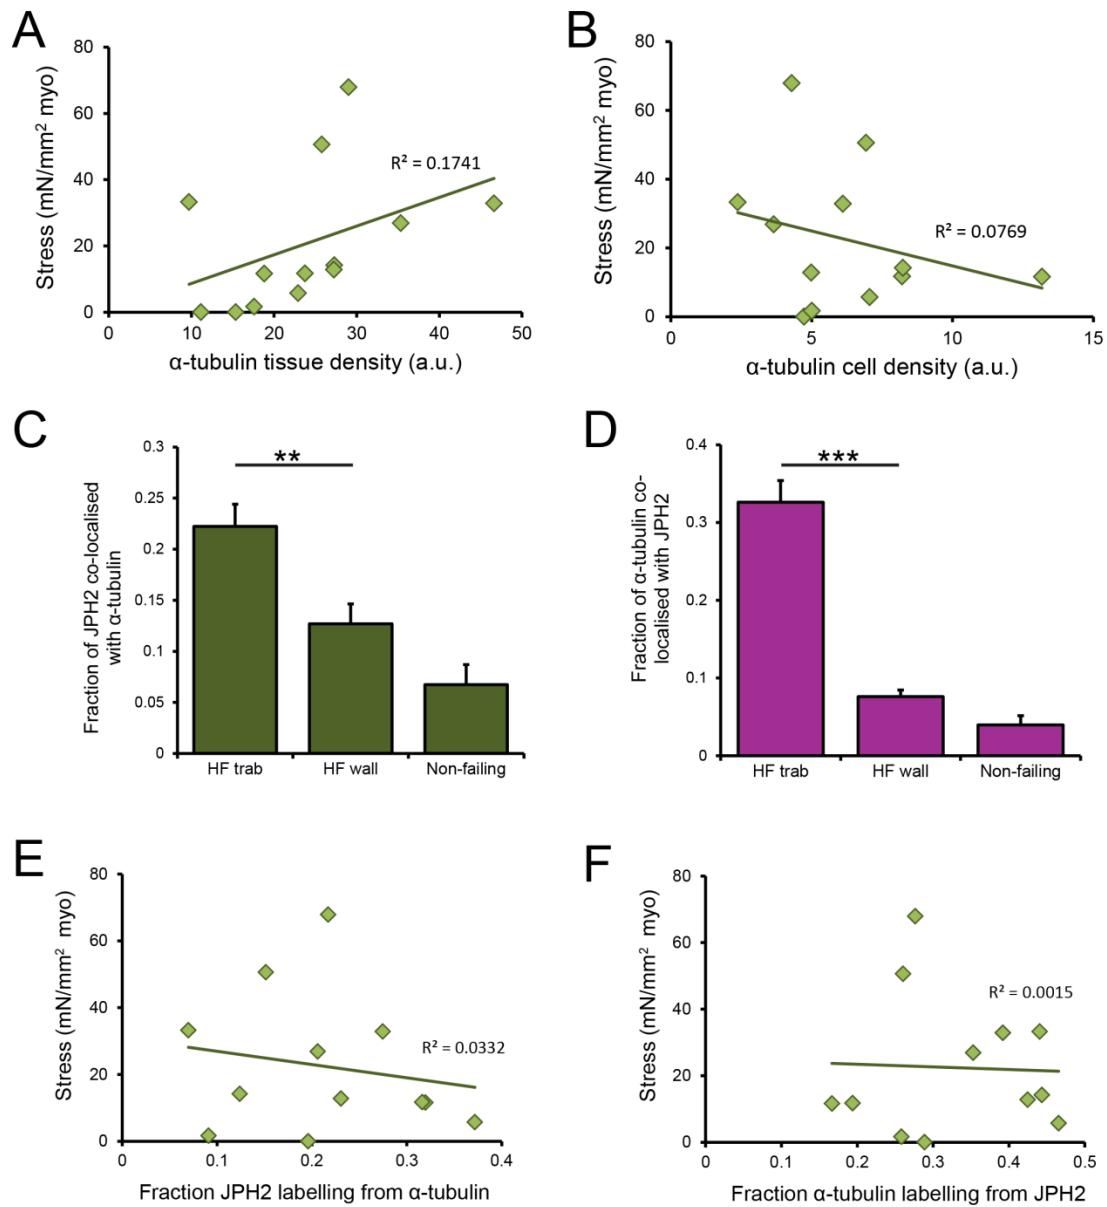 A
Stress (mN/mm² myo)
80
60
40
20
0
0 10 20 30 40 50
R² = 0.1741
α-tubulin tissue density (a.u.)
B
Stress (mN/mm² myo)
80
60
40
20
0
0 5 10 15
R² = 0.0769
α-tubulin cell density (a.u.)
C
Fraction of JPH2 co-localised
with α-tubulin
0.3
0.25
0.2
0.15
0.1
0.05
0
**
HF trab HF wall Non-failing
D
Fraction of α-tubulin co-
localised with JPH2
0.4
0.3
0.2
0.1
0
***
HF trab HF wall Non-failing
E
Stress (mN/mm² myo)
80
60
40
20
0
0 0.1 0.2 0.3 0.4
R² = 0.0332
Fraction JPH2 labelling from α-tubulin
F
Stress (mN/mm² myo)
80
60
40
20
0
0 0.1 0.2 0.3 0.4 0.5
R² = 0.0015
Fraction α-tubulin labelling from JPH2